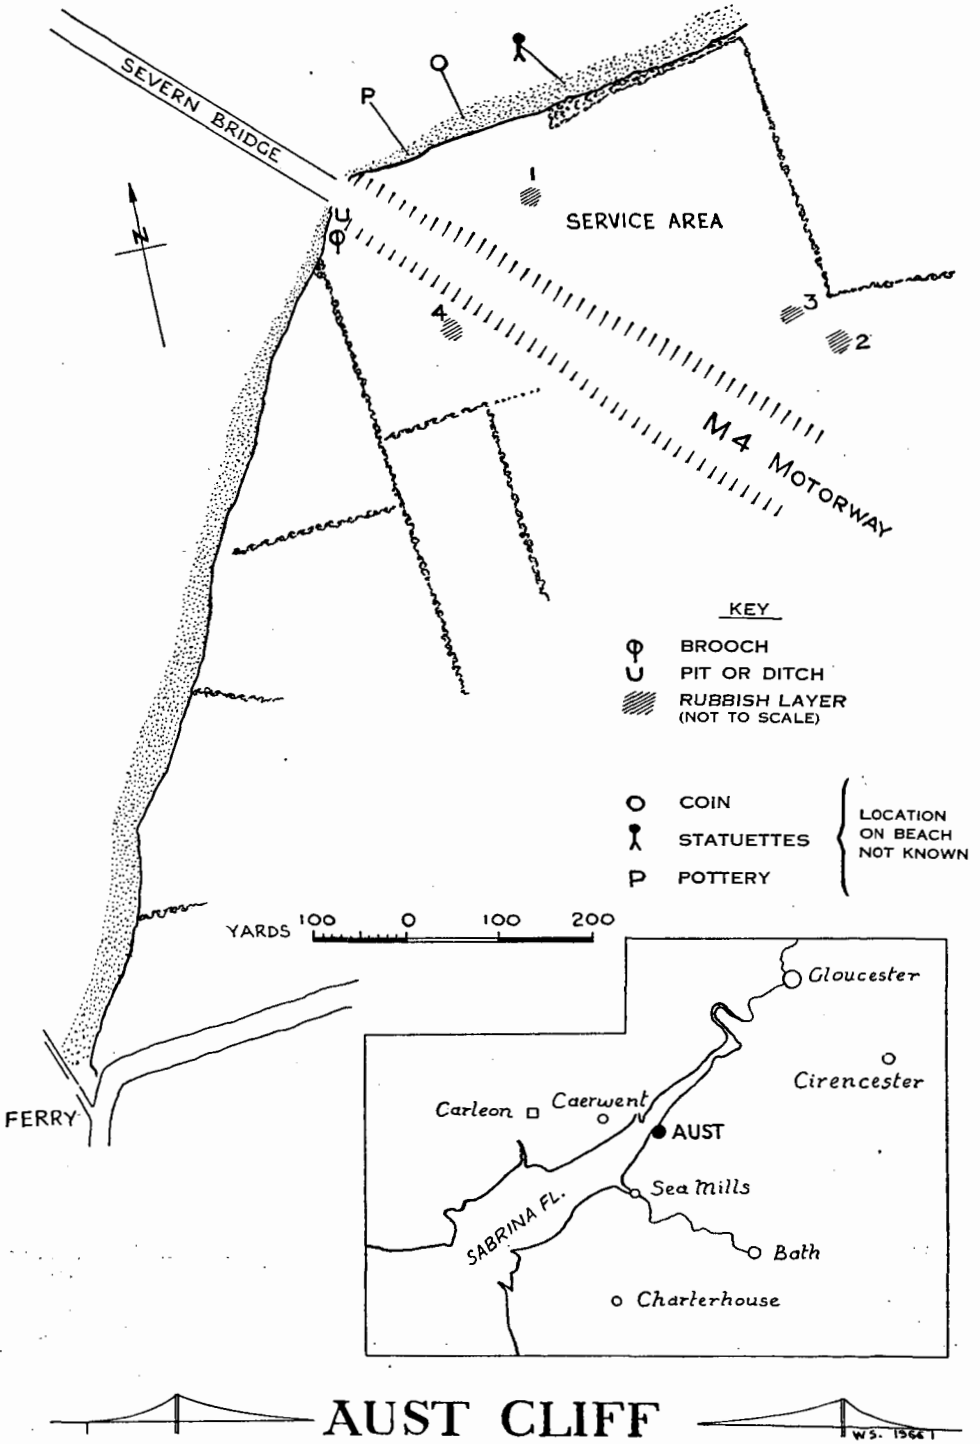 SEVERN BRIDGE
P
N
1
SERVICE AREA
U
4
3
2
M4 MOTORWAY
KEY
BROOCH
U PIT OR DITCH
RUBBISH LAYER
(NOT TO SCALE)
COIN
STATUETTES
P POTTERY
LOCATION
ON BEACH
NOT KNOWN
YARDS 100 0 100 200
FERRY
Gloucester
Cirencester
Carleon
Caerwent
AUST
Sea Mills
SABRINA FL.
Bath
Charterhouse
AUST CLIFF
W.S. 1966